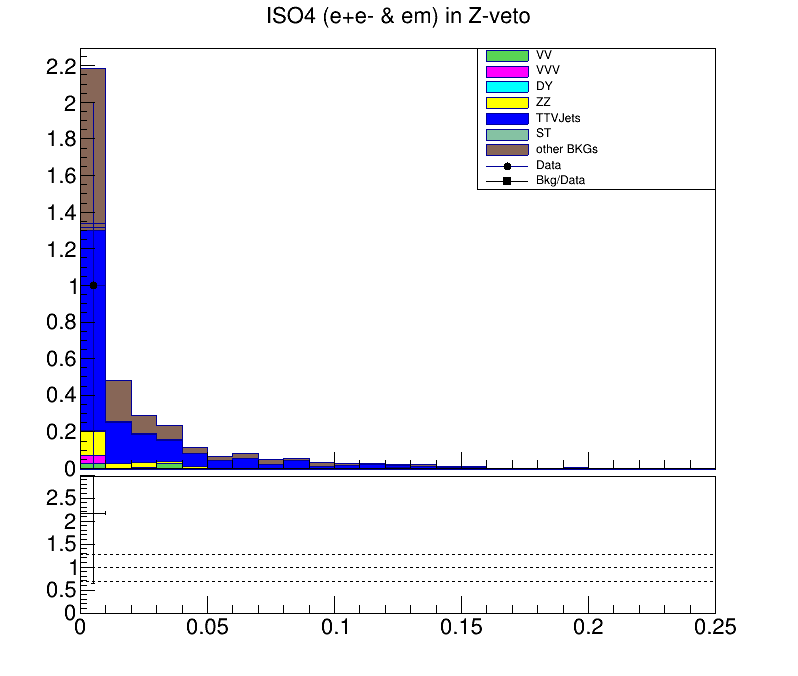 ISO4 (e+e- & em) in Z-veto
VV
VVV
DY
ZZ
TTVJets
ST
other BKGs
Data
Bkg/Data
2.2
2
1.8
1.6
1.4
1.2
1
0.8
0.6
0.4
0.2
0
2.5
2
1.5
1
0.5
0
0 0.05 0.1 0.15 0.2 0.25